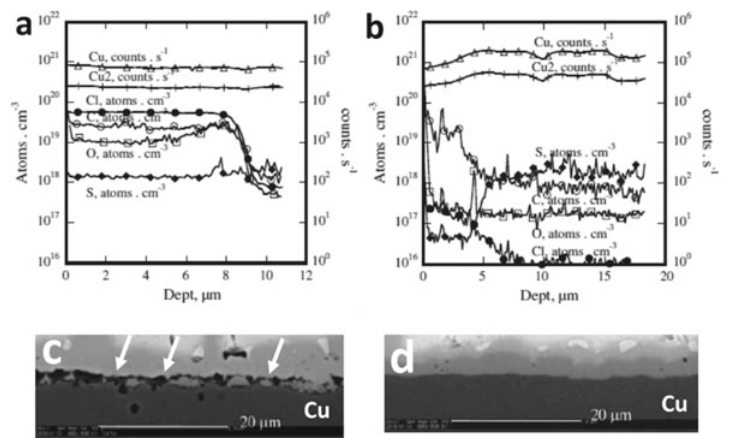 a
10^22
10^21
10^20
10^19
10^18
10^17
10^16
Atoms . cm^-3
10^6
10^5
10^4
10^3
10^2
10^1
10^0
counts . s^-1
Cu, counts . s^-1
Cu2, counts . s^-1
Cl, atoms . cm^-3
C, atoms . cm^-3
O, atoms . cm^-3
S, atoms . cm^-3
0 2 4 6 8 10 12
Dept, µm
b
10^22
10^21
10^20
10^19
10^18
10^17
10^16
Atoms . cm^-3
10^6
10^5
10^4
10^3
10^2
10^1
10^0
counts . s^-1
Cu, counts . s^-1
Cu2, counts . s^-1
S, atoms . cm^-3
C, atoms . cm^-3
O, atoms . cm^-3
Cl, atoms . cm^-3
0 5 10 15 20
Dept, µm
c
Cu
20 µm
d
Cu
20 µm